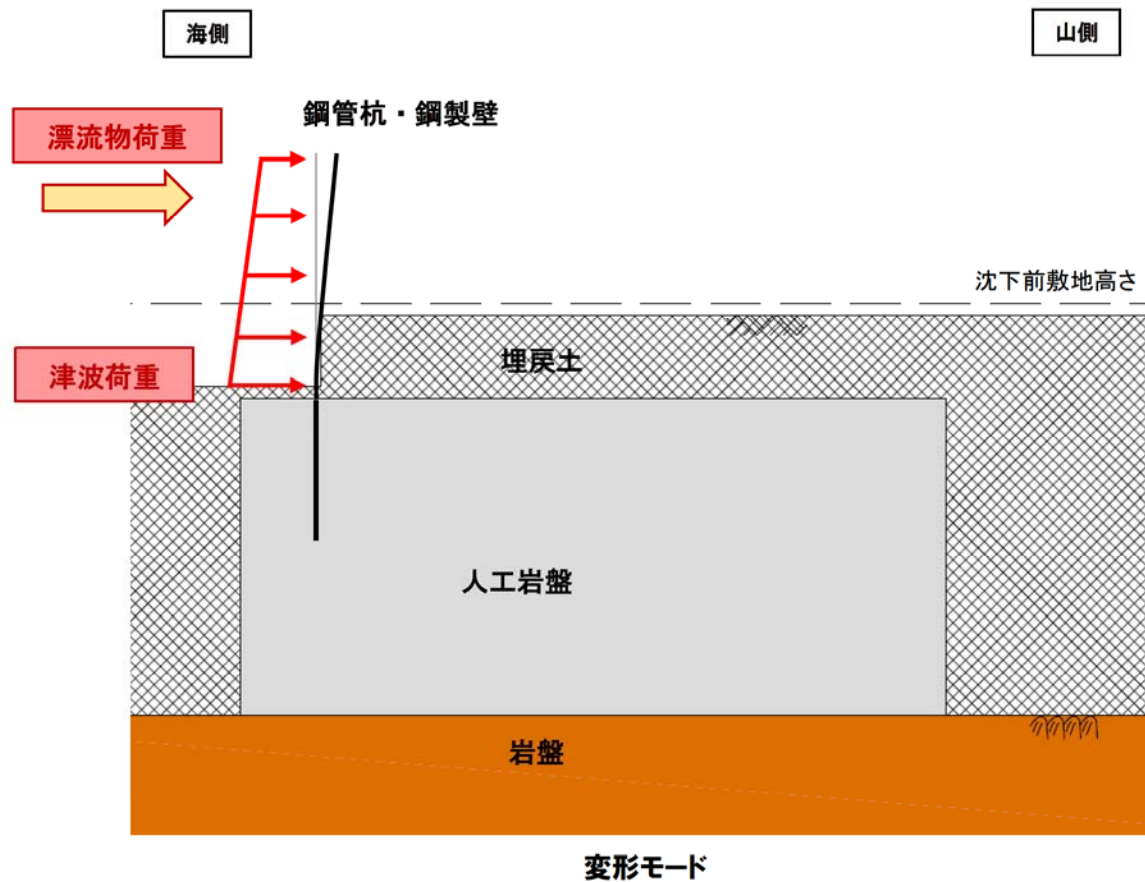 海側
山側
鋼管杭・鋼製壁
漂流物荷重
沈下前敷地高さ
津波荷重
埋戻土
人工岩盤
岩盤
変形モード